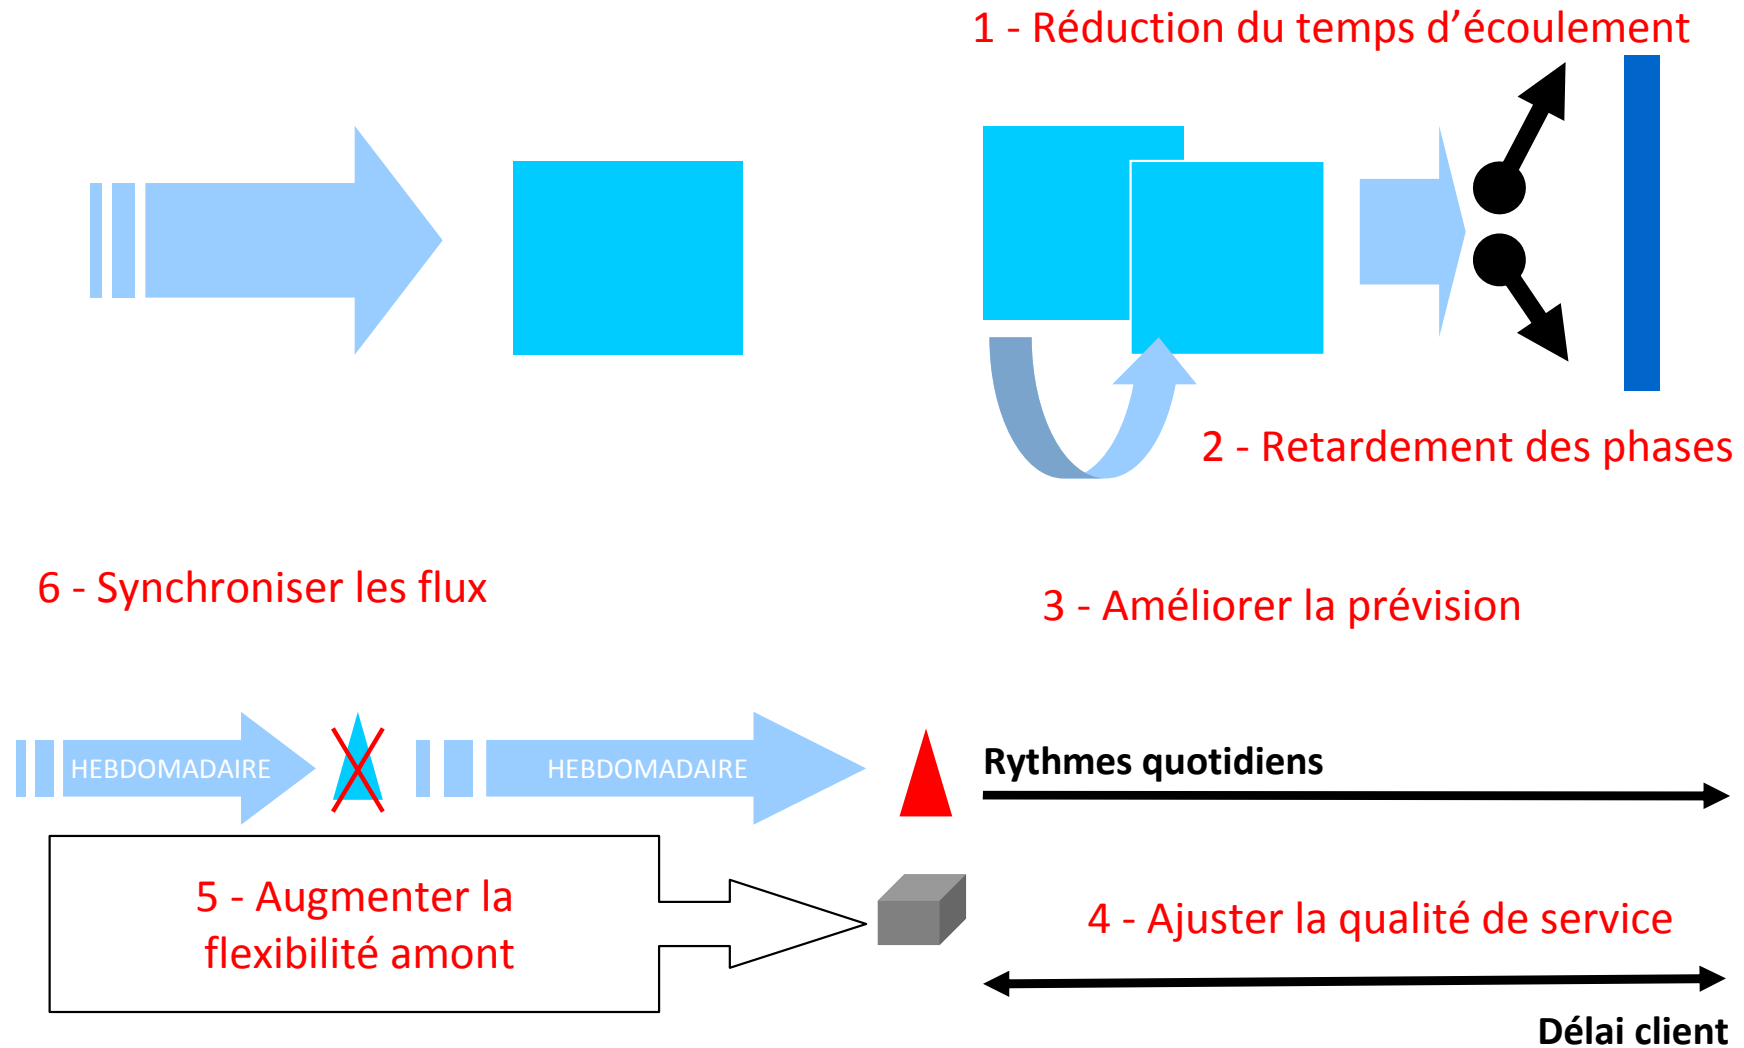 1 - Réduction du temps d’écoulement
2 - Retardement des phases
6 - Synchroniser les flux
3 - Améliorer la prévision
HEBDOMADAIRE
HEBDOMADAIRE
Rythmes quotidiens
5 - Augmenter la
flexibilité amont
4 - Ajuster la qualité de service
Délai client